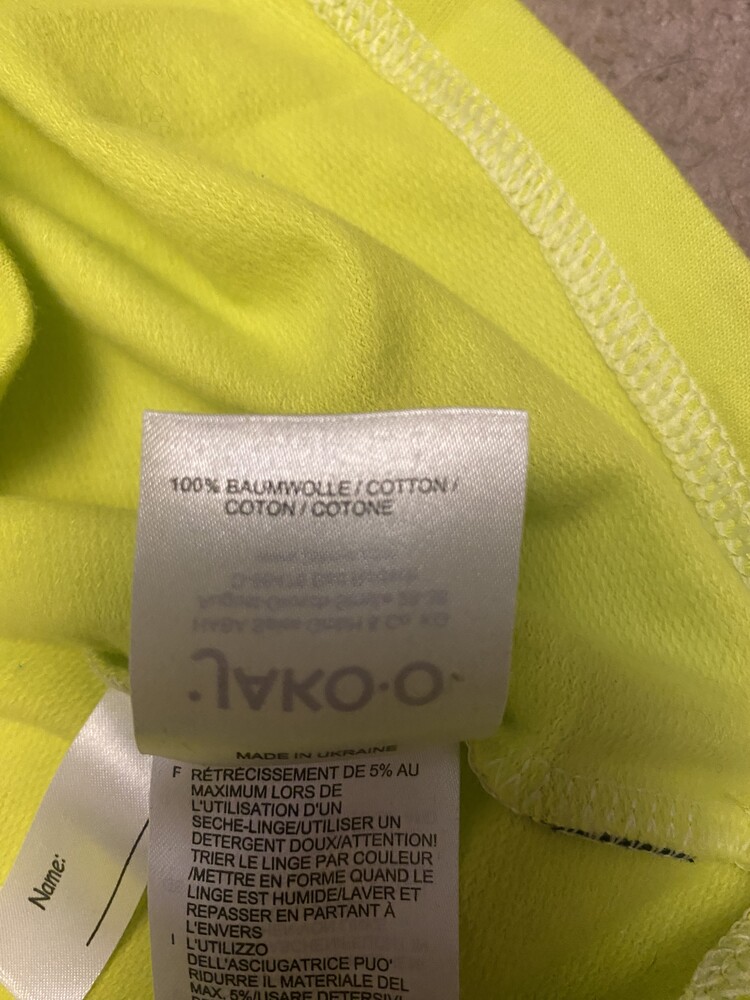 100% BAUMWOLLE / COTTON /
COTON / COTONE
JAKO-O
MADE IN UKRAINE
F RÉTRÉCISSEMENT DE 5% AU
MAXIMUM LORS DE
L'UTILISATION D'UN
SECHE-LINGE/UTILISER UN
DETERGENT DOUX/ATTENTION!
TRIER LE LINGE PAR COULEUR
/METTRE EN FORME QUAND LE
LINGE EST HUMIDE/LAVER ET
REPASSER EN PARTANT À
L'ENVERS
I L'UTILIZZO
DELL'ASCIUGATRICE PUO'
RIDURRE IL MATERIALE DEL
MAX. 5%/USARE DETERSIVI
Name: